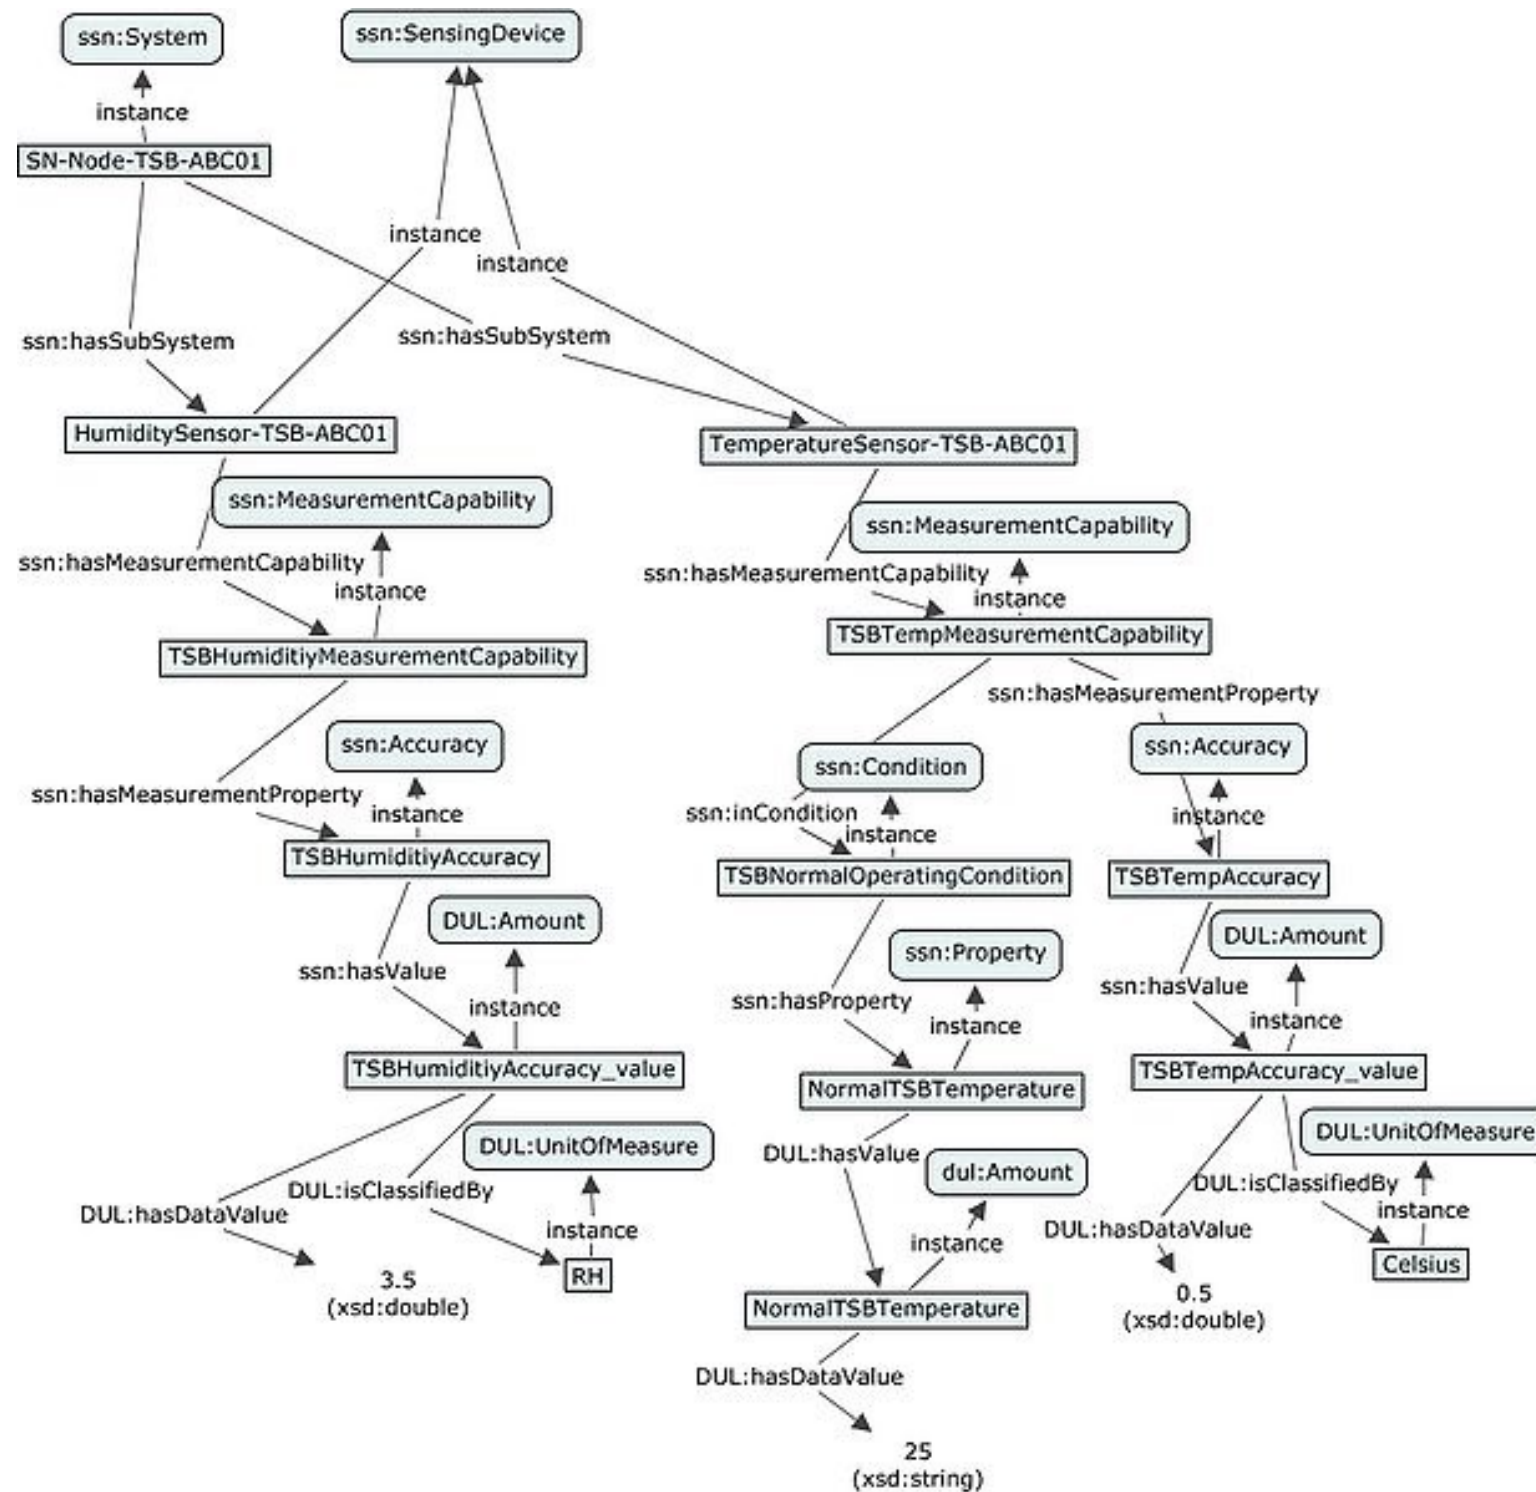 ssn:System
ssn:SensingDevice
instance
SN-Node-TSB-ABC01
instance
instance
ssn:hasSubSystem
ssn:hasSubSystem
HumiditySensor-TSB-ABC01
TemperatureSensor-TSB-ABC01
ssn:MeasurementCapability
ssn:MeasurementCapability
ssn:hasMeasurementCapability
ssn:hasMeasurementCapability
instance
instance
TSBHumiditiyMeasurementCapability
TSBTempMeasurementCapability
ssn:hasMeasurementProperty
ssn:Accuracy
ssn:Accuracy
ssn:Condition
ssn:hasMeasurementProperty
instance
ssn:inCondition
instance
instance
TSBHumiditiyAccuracy
TSBNormalOperatingCondition
TSBTempAccuracy
DUL:Amount
DUL:Amount
ssn:Property
ssn:hasValue
ssn:hasValue
ssn:hasProperty
instance
instance
instance
TSBHumiditiyAccuracy_value
TSBTempAccuracy_value
NormalTSBTemperature
DUL:UnitOfMeasure
DUL:UnitOfMeasure
DUL:hasValue
dul:Amount
DUL:isClassifiedBy
DUL:isClassifiedBy
DUL:hasDataValue
instance
instance
DUL:hasDataValue
instance
RH
Celsius
3.5
(xsd:double)
NormalTSBTemperature
0.5
(xsd:double)
DUL:hasDataValue
25
(xsd:string)